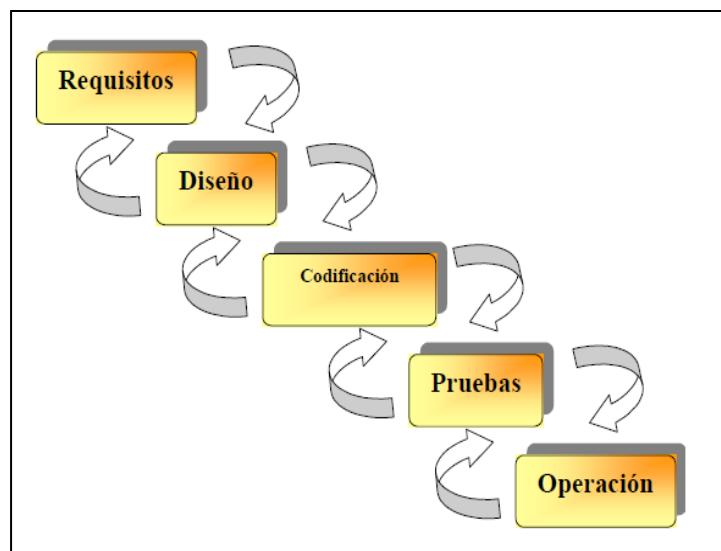 Requisitos
Diseño
Codificación
Pruebas
Operación